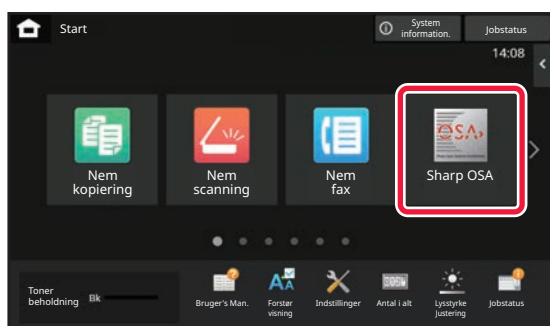 Start
System
information.
Jobstatus
14:08
OSA
Nem
kopiering
Nem
scanning
Nem
fax
Sharp OSA
Toner
beholdning
Bk
Bruger's Man.
Forstør
visning
Indstillinger
Antal i alt
Lysstyrke
Justering
Jobstatus